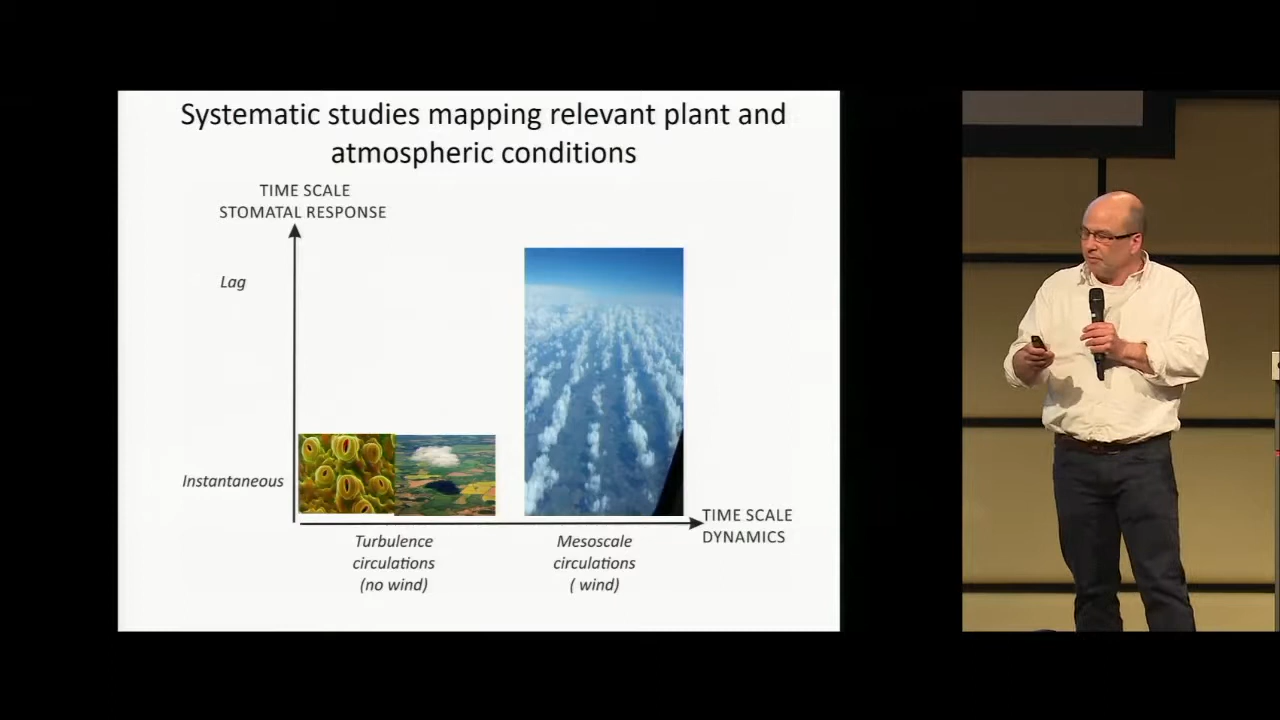 Systematic studies mapping relevant plant and
atmospheric conditions
TIME SCALE
STOMATAL RESPONSE
Lag
Instantaneous
TIME SCALE
DYNAMICS
Turbulence
circulations
(no wind)
Mesoscale
circulations
( wind)